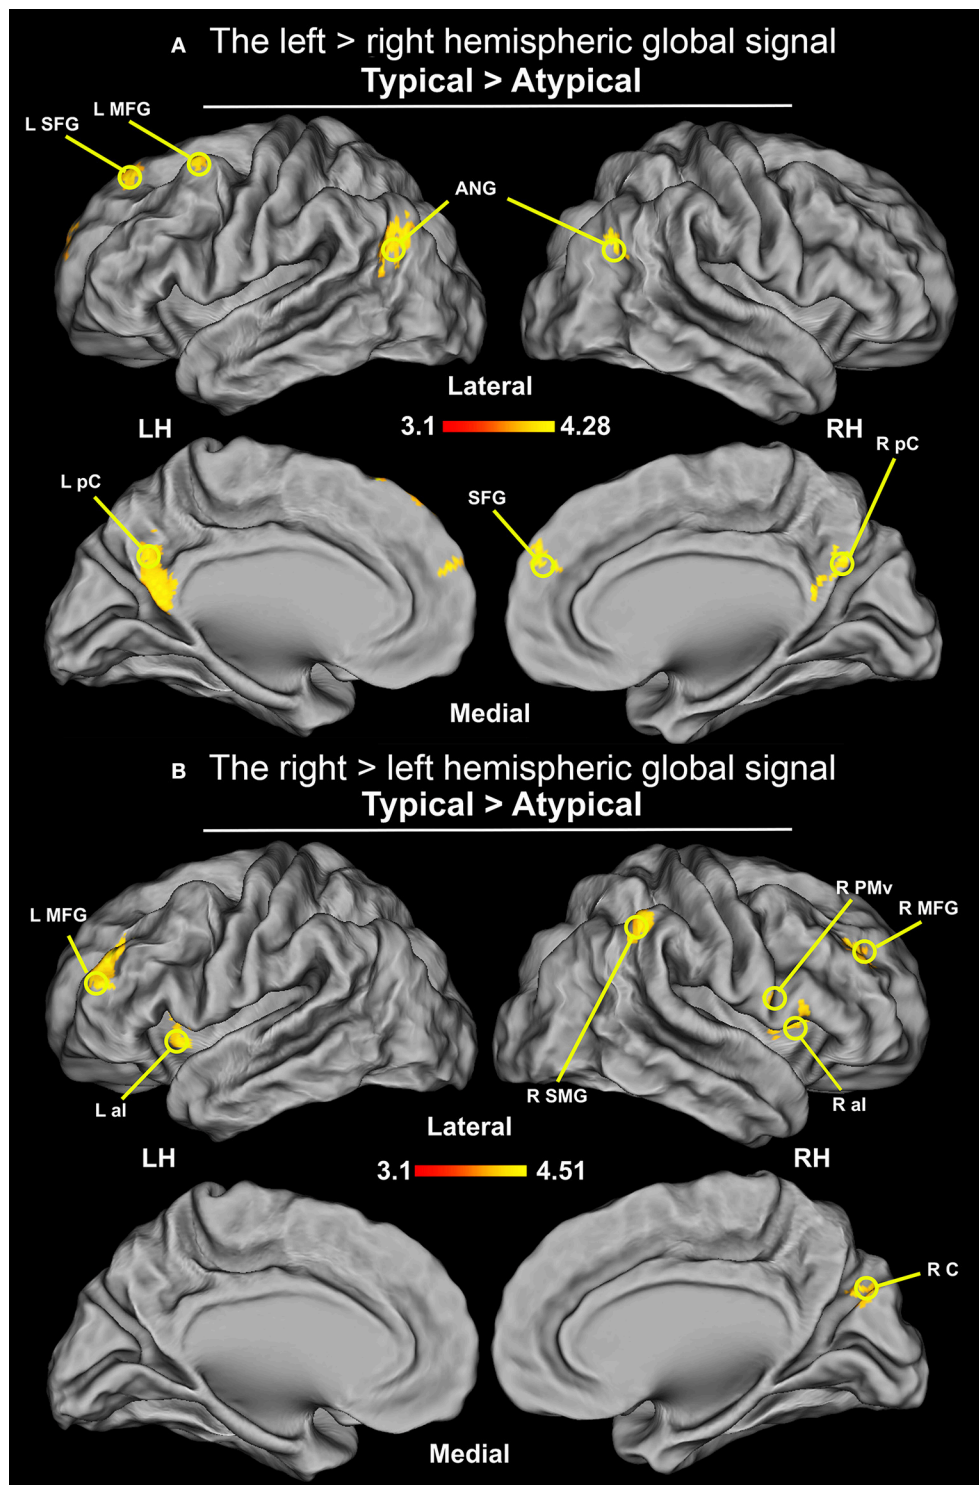 A The left > right hemispheric global signal
Typical > Atypical
L MFG
L SFG
ANG
Lateral
LH
3.1 4.28
RH
R pC
L pC
SFG
Medial
B The right > left hemispheric global signal
Typical > Atypical
R PMv
L MFG
R MFG
R SMG
L aI
R aI
Lateral
LH
3.1 4.51
RH
R C
Medial